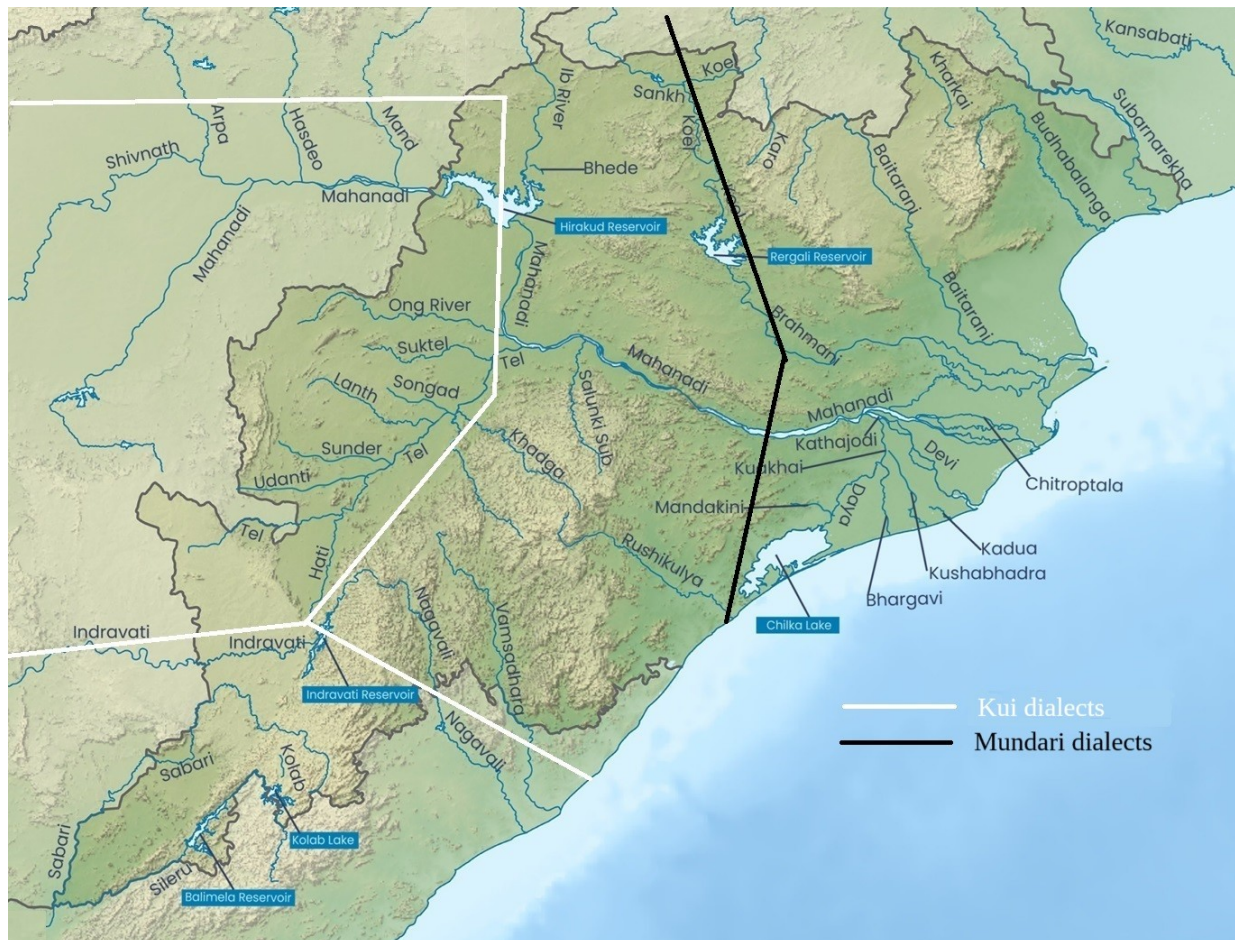 Kansabati
Koel
Kharkai
Ib River
Sankh
Arpa
Hasdeo
Mand
Koel
Karo
Budhabalanga
Subarnarekha
Shivnath
Baitarani
Bhede
Mahanadi
Koel
Hirakud Reservoir
Mahanadi
Rergali Reservoir
Mahanadi
Ong River
Baitarani
Brahmani
Suktel
Tel
Mahanadi
Lanth
Songad
Salunki Sub
Mahanadi
Sunder
Tel
Khadga
Kathajodi
Devi
Udanti
Kuakhai
Chitroptala
Mandakini
Daya
Tel
Hati
Rushikulya
Kadua
Kushabhadra
Bhargavi
Indravati
Indravati
Nagavali
Vamsadhara
Chilka Lake
Indravati Reservoir
Kui dialects
Mundari dialects
Nagavali
Sabari
Kolab
Sabari
Kolab Lake
Sileru
Balimela Reservoir